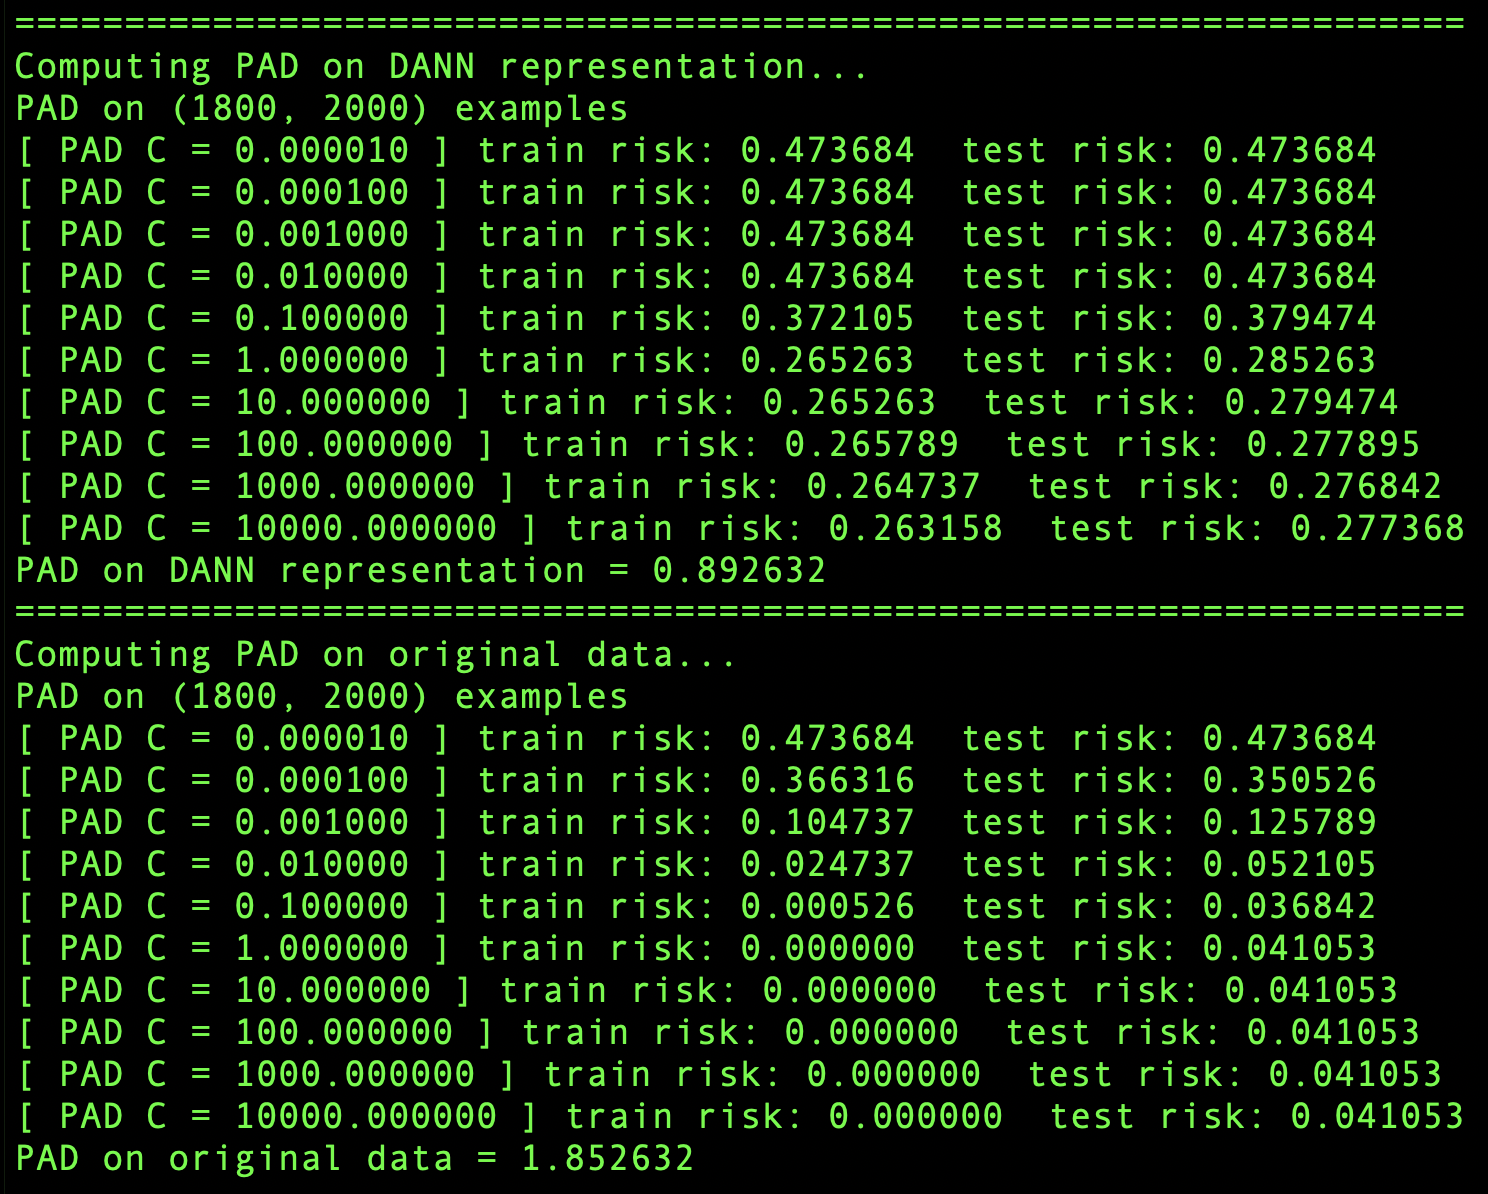 ==================================================================
Computing PAD on DANN representation...
PAD on (1800, 2000) examples
[ PAD C = 0.000010 ] train risk: 0.473684  test risk: 0.473684
[ PAD C = 0.000100 ] train risk: 0.473684  test risk: 0.473684
[ PAD C = 0.001000 ] train risk: 0.473684  test risk: 0.473684
[ PAD C = 0.010000 ] train risk: 0.473684  test risk: 0.473684
[ PAD C = 0.100000 ] train risk: 0.372105  test risk: 0.379474
[ PAD C = 1.000000 ] train risk: 0.265263  test risk: 0.285263
[ PAD C = 10.000000 ] train risk: 0.265263  test risk: 0.279474
[ PAD C = 100.000000 ] train risk: 0.265789  test risk: 0.277895
[ PAD C = 1000.000000 ] train risk: 0.264737  test risk: 0.276842
[ PAD C = 10000.000000 ] train risk: 0.263158  test risk: 0.277368
PAD on DANN representation = 0.892632
==================================================================
Computing PAD on original data...
PAD on (1800, 2000) examples
[ PAD C = 0.000010 ] train risk: 0.473684  test risk: 0.473684
[ PAD C = 0.000100 ] train risk: 0.366316  test risk: 0.350526
[ PAD C = 0.001000 ] train risk: 0.104737  test risk: 0.125789
[ PAD C = 0.010000 ] train risk: 0.024737  test risk: 0.052105
[ PAD C = 0.100000 ] train risk: 0.000526  test risk: 0.036842
[ PAD C = 1.000000 ] train risk: 0.000000  test risk: 0.041053
[ PAD C = 10.000000 ] train risk: 0.000000  test risk: 0.041053
[ PAD C = 100.000000 ] train risk: 0.000000  test risk: 0.041053
[ PAD C = 1000.000000 ] train risk: 0.000000  test risk: 0.041053
[ PAD C = 10000.000000 ] train risk: 0.000000  test risk: 0.041053
PAD on original data = 1.852632